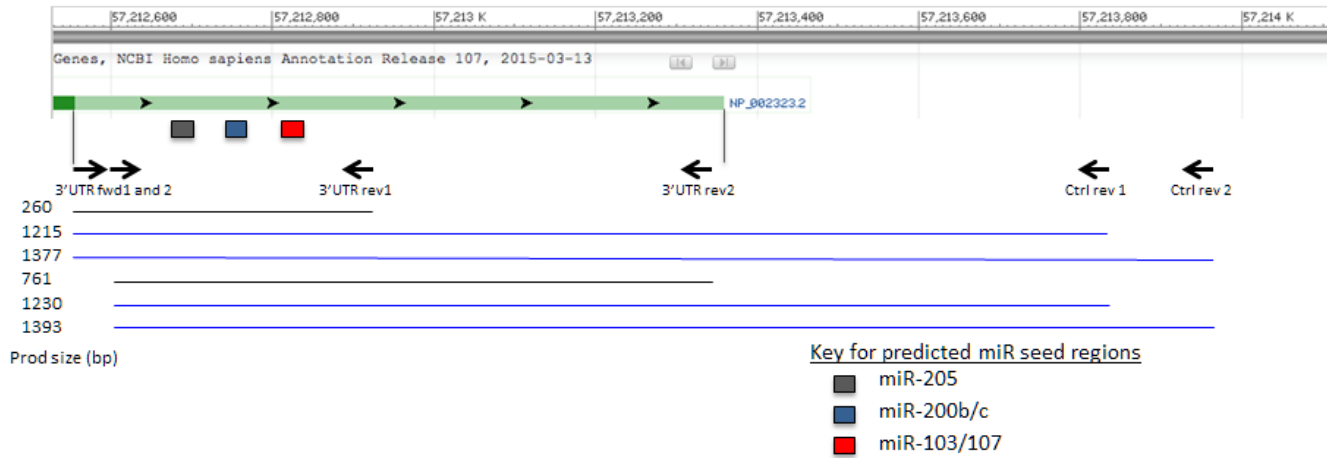 57,212,600 57,212,800 57,213 K 57,213,200 57,213,400 57,213,600 57,213,800 57,214 K
Genes, NCBI Homo sapiens Annotation Release 107, 2015-03-13
NP_002323.2
3'UTR fwd1 and 2 3'UTR rev1 3'UTR rev2 Ctrl rev 1 Ctrl rev 2
260
1215
1377
761
1230
1393
Prod size (bp)
Key for predicted miR seed regions
miR-205
miR-200b/c
miR-103/107